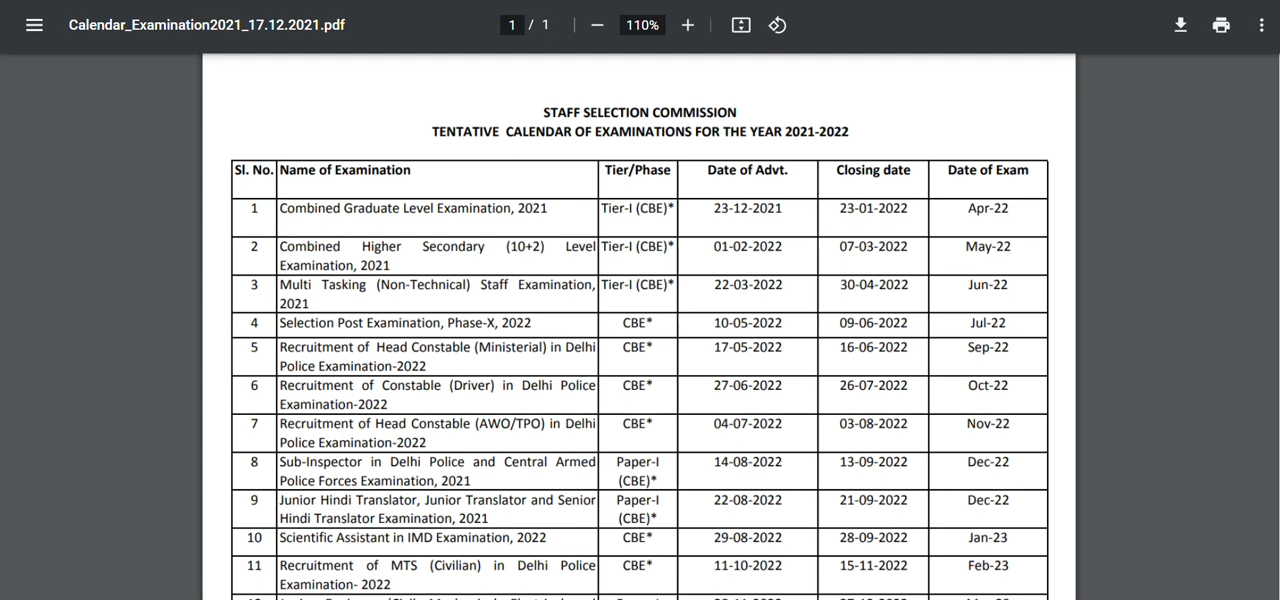 Calendar_Examination2021_17.12.2021.pdf 1 / 1 110%
STAFF SELECTION COMMISSION
TENTATIVE CALENDAR OF EXAMINATIONS FOR THE YEAR 2021-2022
Sl. No. Name of Examination Tier/Phase Date of Advt. Closing date Date of Exam
1 Combined Graduate Level Examination, 2021 Tier-I (CBE)* 23-12-2021 23-01-2022 Apr-22
2 Combined Higher Secondary (10+2) Level Tier-I (CBE)* 01-02-2022 07-03-2022 May-22
Examination, 2021
3 Multi Tasking (Non-Technical) Staff Examination, Tier-I (CBE)* 22-03-2022 30-04-2022 Jun-22
2021
4 Selection Post Examination, Phase-X, 2022 CBE* 10-05-2022 09-06-2022 Jul-22
5 Recruitment of Head Constable (Ministerial) in Delhi CBE* 17-05-2022 16-06-2022 Sep-22
Police Examination-2022
6 Recruitment of Constable (Driver) in Delhi Police CBE* 27-06-2022 26-07-2022 Oct-22
Examination-2022
7 Recruitment of Head Constable (AWO/TPO) in Delhi CBE* 04-07-2022 03-08-2022 Nov-22
Police Examination-2022
8 Sub-Inspector in Delhi Police and Central Armed Paper-I 14-08-2022 13-09-2022 Dec-22
Police Forces Examination, 2021 (CBE)*
9 Junior Hindi Translator, Junior Translator and Senior Paper-I 22-08-2022 21-09-2022 Dec-22
Hindi Translator Examination, 2021 (CBE)*
10 Scientific Assistant in IMD Examination, 2022 CBE* 29-08-2022 28-09-2022 Jan-23
11 Recruitment of MTS (Civilian) in Delhi Police CBE* 11-10-2022 15-11-2022 Feb-23
Examination- 2022